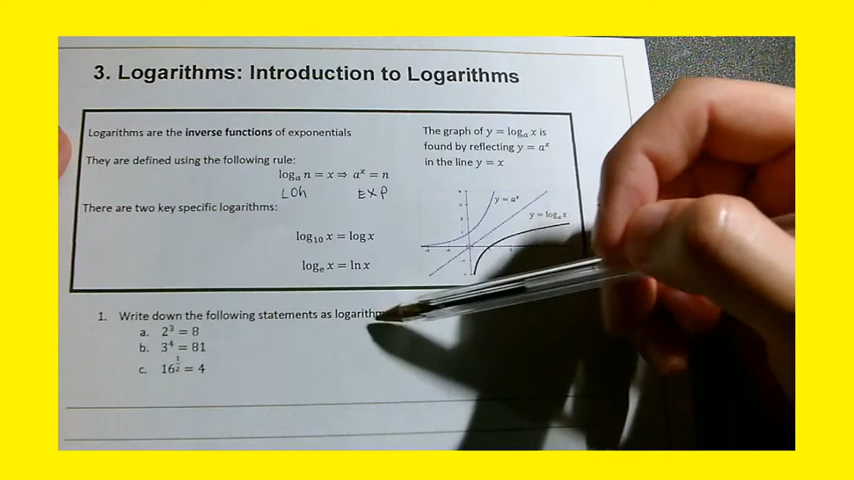 3. Logarithms: Introduction to Logarithms
Logarithms are the inverse functions of exponentials
They are defined using the following rule:
logₐ n = x ⇒ aˣ = n
LOG EXP
There are two key specific logarithms:
log₁₀ x = log x
logₑ x = ln x
The graph of y = logₐ x is
found by reflecting y = aˣ
in the line y = x
y = aˣ
y = logₐ x
1. Write down the following statements as logarithm
a. 2³ = 8
b. 3⁴ = 81
c. 16^½ = 4